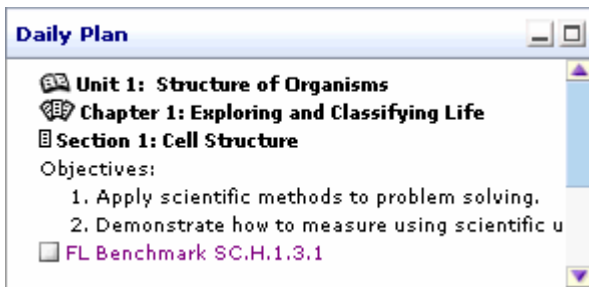 Daily Plan
Unit 1: Structure of Organisms
Chapter 1: Exploring and Classifying Life
Section 1: Cell Structure
Objectives:
1. Apply scientific methods to problem solving.
2. Demonstrate how to measure using scientific u
FL Benchmark SC.H.1.3.1